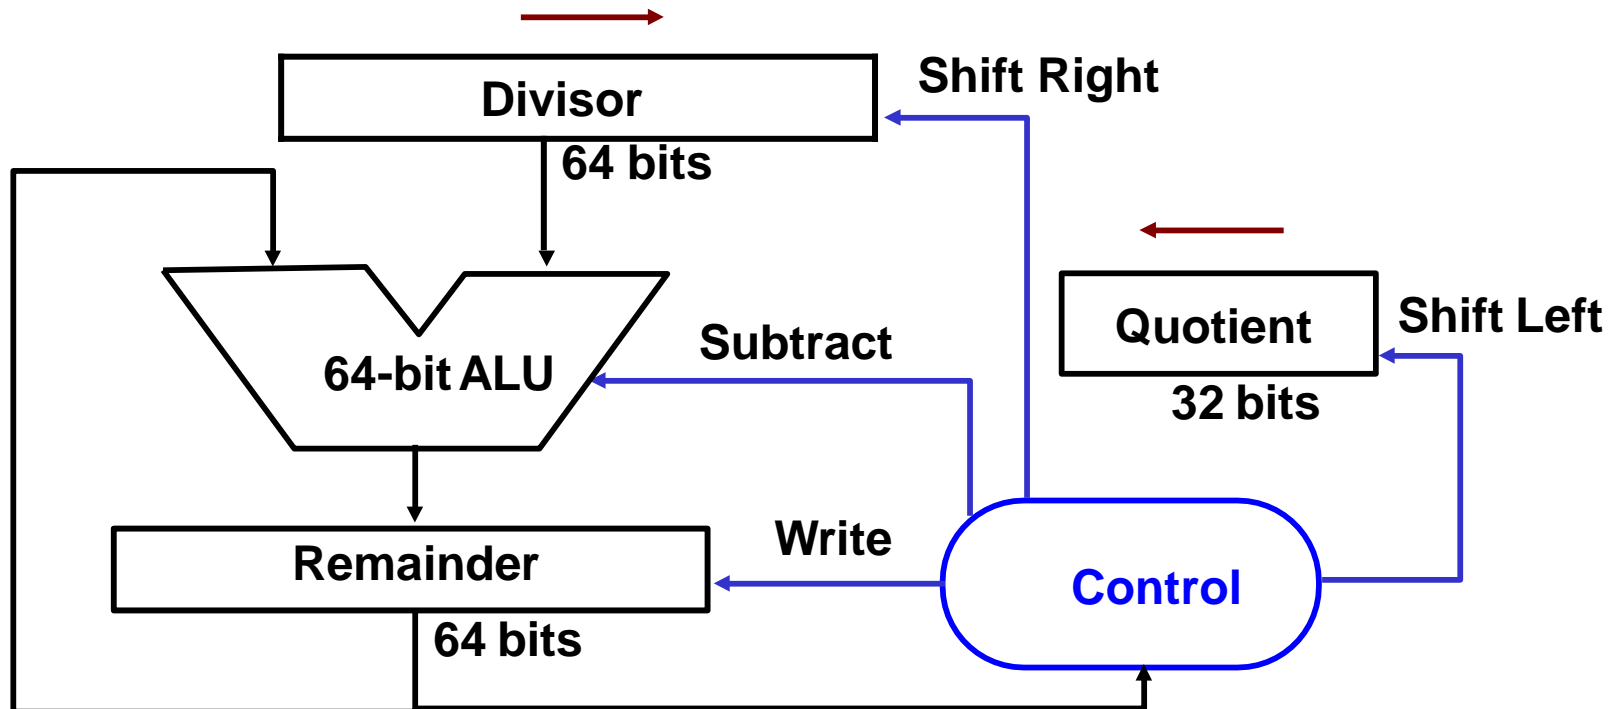 Divisor
Shift Right
64 bits
Quotient
Shift Left
Subtract
64-bit ALU
32 bits
Write
Remainder
Control
64 bits